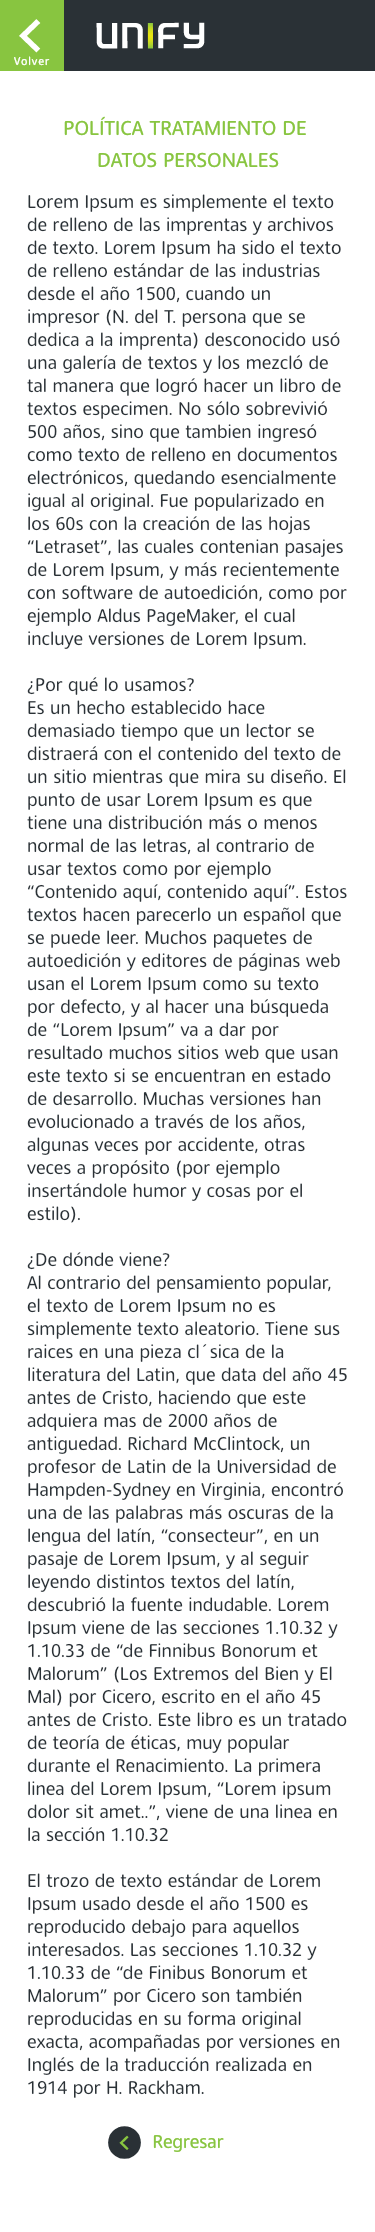 Volver
UNIFY
POLÍTICA TRATAMIENTO DE
DATOS PERSONALES
Lorem Ipsum es simplemente el texto
de relleno de las imprentas y archivos
de texto. Lorem Ipsum ha sido el texto
de relleno estándar de las industrias
desde el año 1500, cuando un
impresor (N. del T. persona que se
dedica a la imprenta) desconocido usó
una galería de textos y los mezcló de
tal manera que logró hacer un libro de
textos especimen. No sólo sobrevivió
500 años, sino que tambien ingresó
como texto de relleno en documentos
electrónicos, quedando esencialmente
igual al original. Fue popularizado en
los 60s con la creación de las hojas
“Letraset”, las cuales contenian pasajes
de Lorem Ipsum, y más recientemente
con software de autoedición, como por
ejemplo Aldus PageMaker, el cual
incluye versiones de Lorem Ipsum.
¿Por qué lo usamos?
Es un hecho establecido hace
demasiado tiempo que un lector se
distraerá con el contenido del texto de
un sitio mientras que mira su diseño. El
punto de usar Lorem Ipsum es que
tiene una distribución más o menos
normal de las letras, al contrario de
usar textos como por ejemplo
“Contenido aquí, contenido aquí”. Estos
textos hacen parecerlo un español que
se puede leer. Muchos paquetes de
autoedición y editores de páginas web
usan el Lorem Ipsum como su texto
por defecto, y al hacer una búsqueda
de “Lorem Ipsum” va a dar por
resultado muchos sitios web que usan
este texto si se encuentran en estado
de desarrollo. Muchas versiones han
evolucionado a través de los años,
algunas veces por accidente, otras
veces a propósito (por ejemplo
insertándole humor y cosas por el
estilo).
¿De dónde viene?
Al contrario del pensamiento popular,
el texto de Lorem Ipsum no es
simplemente texto aleatorio. Tiene sus
raices en una pieza cl´sica de la
literatura del Latin, que data del año 45
antes de Cristo, haciendo que este
adquiera mas de 2000 años de
antiguedad. Richard McClintock, un
profesor de Latin de la Universidad de
Hampden-Sydney en Virginia, encontró
una de las palabras más oscuras de la
lengua del latín, “consecteur”, en un
pasaje de Lorem Ipsum, y al seguir
leyendo distintos textos del latín,
descubrió la fuente indudable. Lorem
Ipsum viene de las secciones 1.10.32 y
1.10.33 de “de Finnibus Bonorum et
Malorum” (Los Extremos del Bien y El
Mal) por Cicero, escrito en el año 45
antes de Cristo. Este libro es un tratado
de teoría de éticas, muy popular
durante el Renacimiento. La primera
linea del Lorem Ipsum, “Lorem ipsum
dolor sit amet..”, viene de una linea en
la sección 1.10.32
El trozo de texto estándar de Lorem
Ipsum usado desde el año 1500 es
reproducido debajo para aquellos
interesados. Las secciones 1.10.32 y
1.10.33 de “de Finibus Bonorum et
Malorum” por Cicero son también
reproducidas en su forma original
exacta, acompañadas por versiones en
Inglés de la traducción realizada en
1914 por H. Rackham.
Regresar